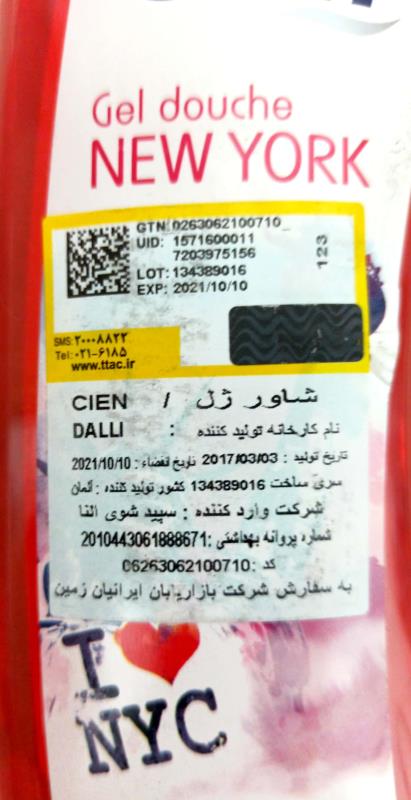 Gel douche
NEW YORK
GTN: 0263062100710_
UID: 1571600011
7203975156
LOT: 134389016
EXP: 2021/10/10
123
SMS: ۲۰۰۰۸۸۲۲
Tel: ۰۲۱-۶۱۸۵
www.ttac.ir
شاور ژل / CIEN
نام کارخانه تولید کننده : DALLI
تاریخ تولید : 2017/03/03 تاریخ انقضاء : 2021/10/10
سری ساخت 134389016 کشور تولید کننده : آلمان
شرکت وارد کننده : سپید شوی النا
شماره پروانه بهداشتی : 2010443061888671
کد : 06263062100710
به سفارش شرکت بازاریابان ایرانیان زمین
I
NYC